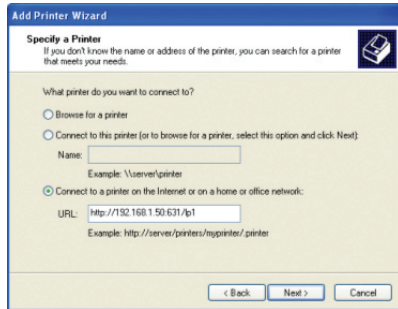 Add Printer Wizard
Specify a Printer
If you don't know the name or address of the printer, you can search for a printer
that meets your needs.
What printer do you want to connect to?
Browse for a printer
Connect to this printer (or to browse for a printer, select this option and click Next):
Name:
Example: \\server\printer
Connect to a printer on the Internet or on a home or office network:
URL: http://192.168.1.50:631/lp1
Example: http://server/printers/myprinter/.printer
< Back Next > Cancel